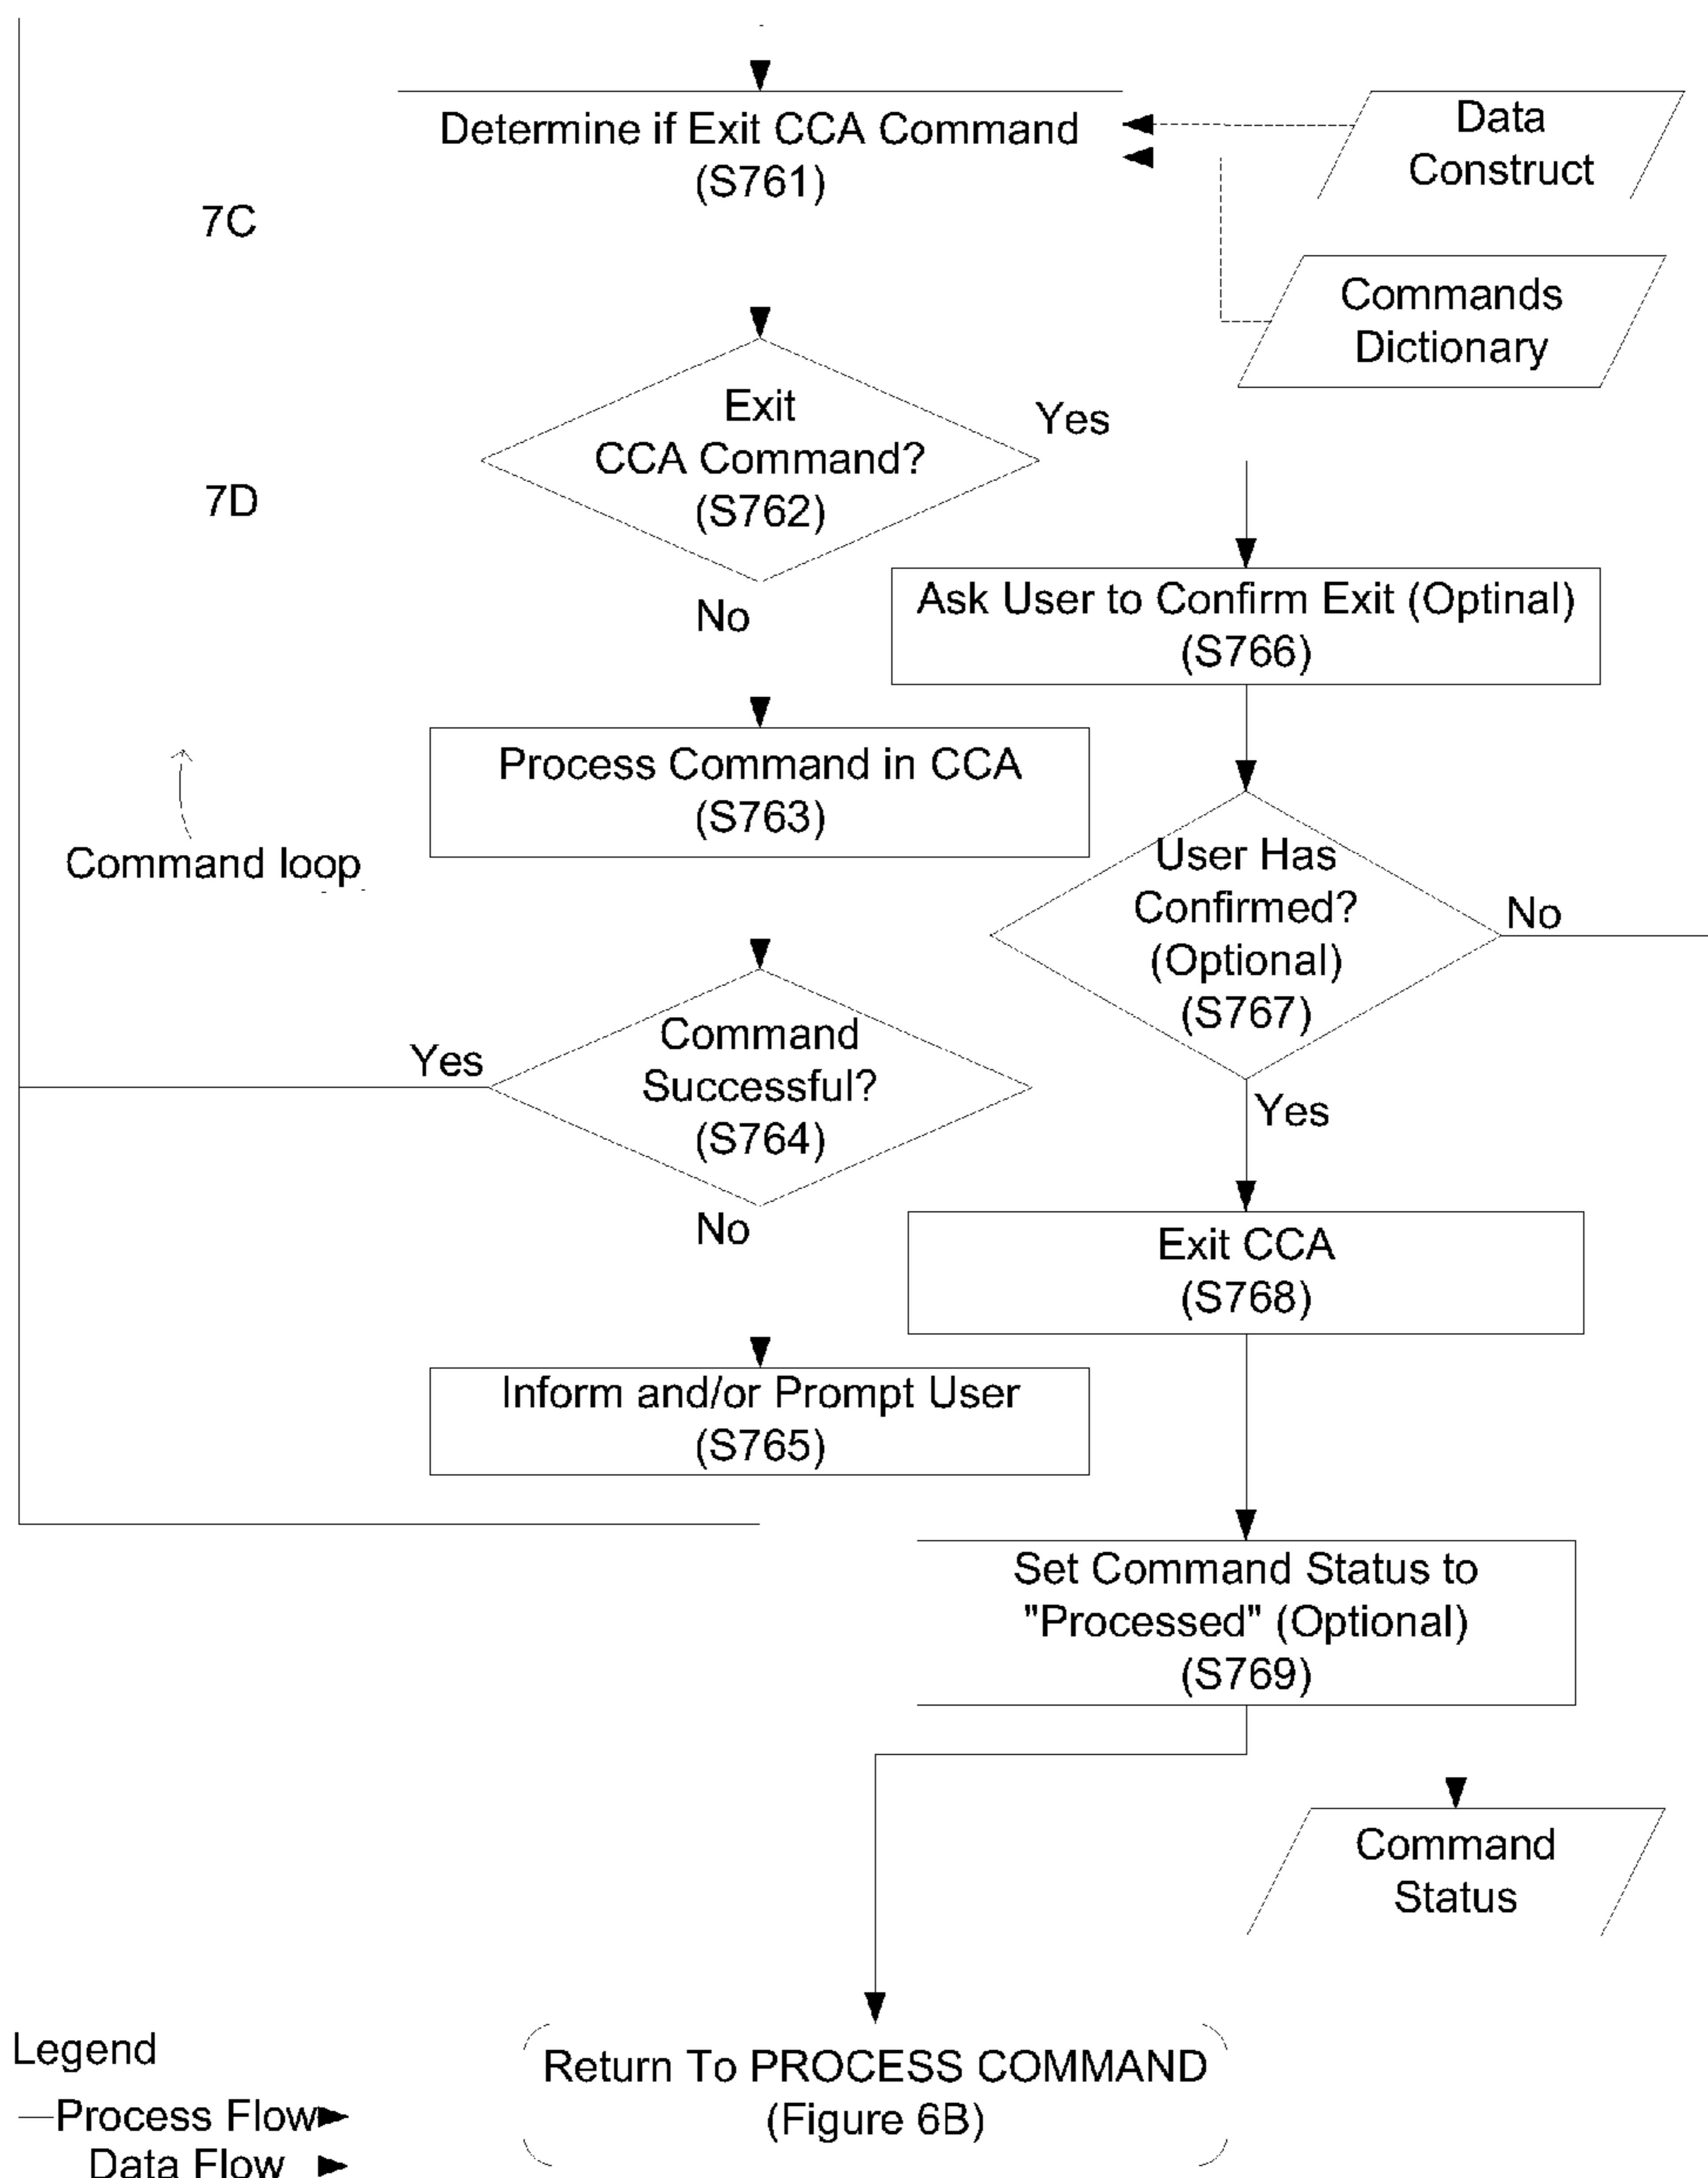 Determine if Exit CCA Command
(S761)
Data
Construct
7C
Commands
Dictionary
Exit
CCA Command?
(S762)
Yes
7D
No
Ask User to Confirm Exit (Optinal)
(S766)
Process Command in CCA
(S763)
Command loop
User Has
Confirmed?
(Optional)
(S767)
No
Command
Successful?
(S764)
Yes
Yes
No
Exit CCA
(S768)
Inform and/or Prompt User
(S765)
Set Command Status to
"Processed" (Optional)
(S769)
Command
Status
Legend
Process Flow
Data Flow
Return To PROCESS COMMAND
(Figure 6B)